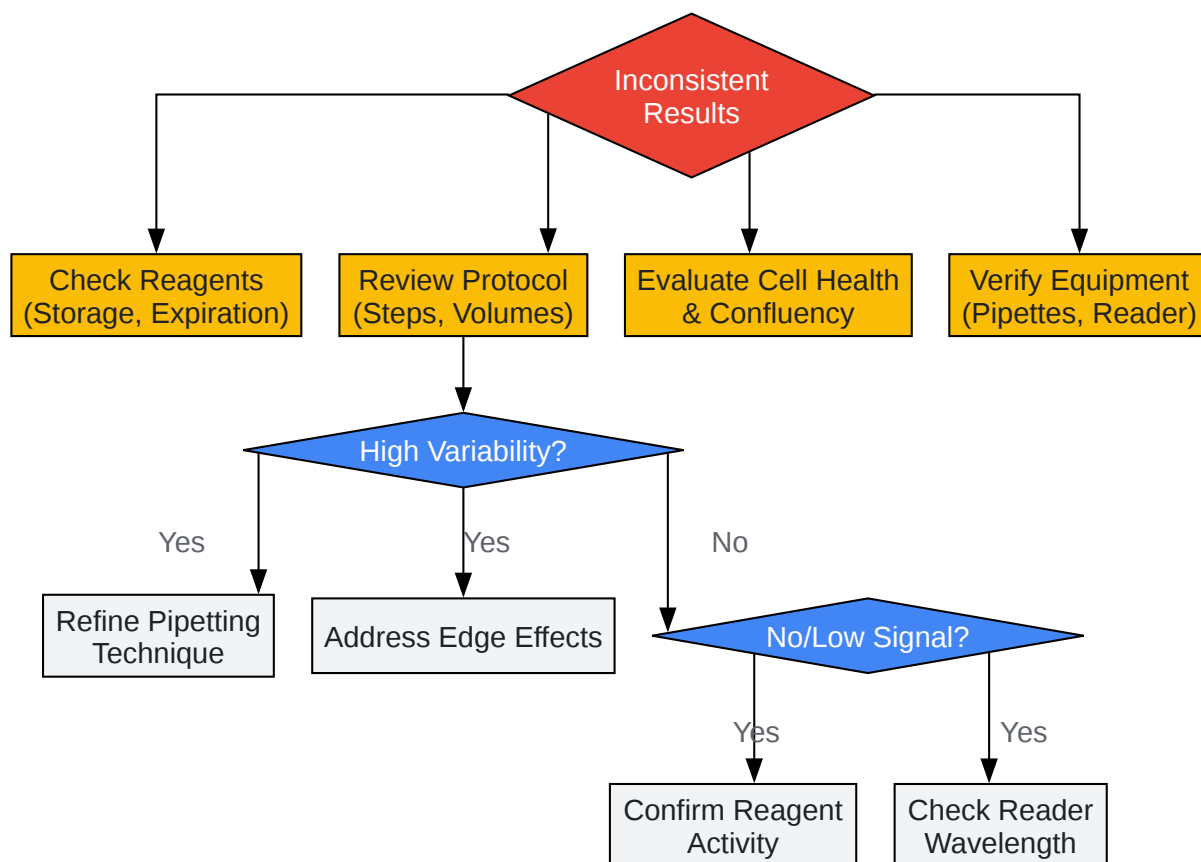 Inconsistent
Results
Check Reagents
(Storage, Expiration)
Review Protocol
(Steps, Volumes)
Evaluate Cell Health
& Confluency
Verify Equipment
(Pipettes, Reader)
High Variability?
Yes
Yes
No
Refine Pipetting
Technique
Address Edge Effects
No/Low Signal?
Yes
Yes
Confirm Reagent
Activity
Check Reader
Wavelength